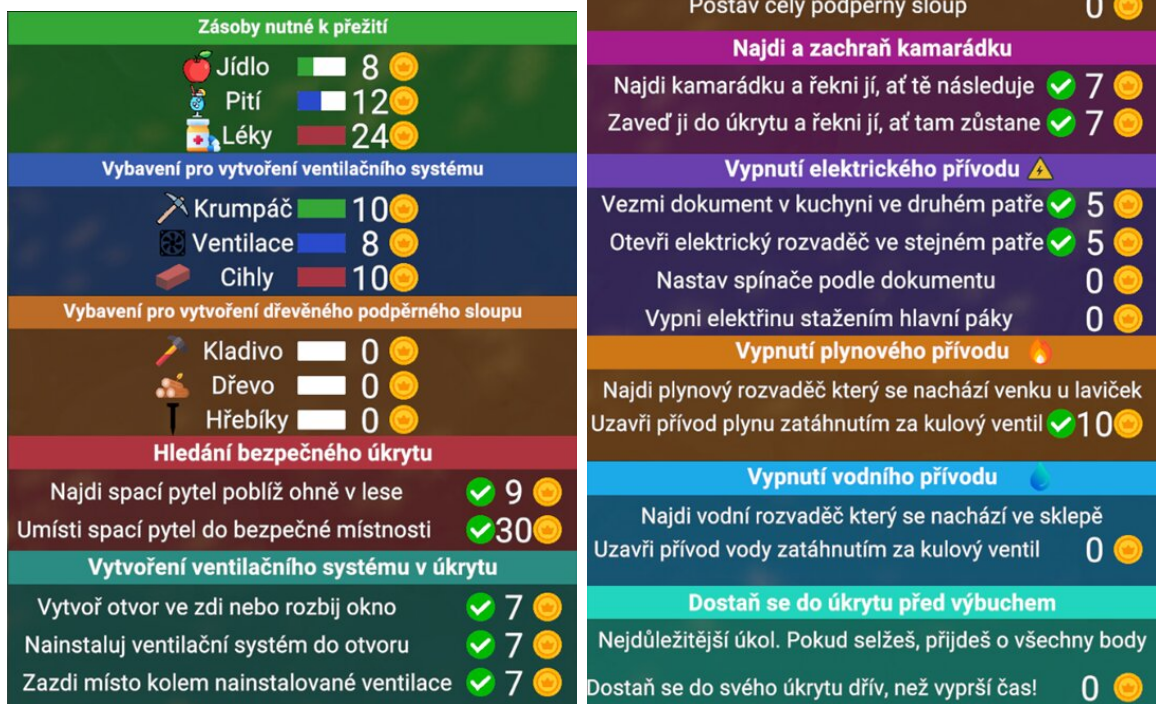 Zásoby nutné k přežití
Jídlo 8
Pití 12
Léky 24
Vybavení pro vytvoření ventilačního systému
Krumpáč 10
Ventilace 8
Cihly 10
Vybavení pro vytvoření dřevěného podpěrného sloupu
Kladivo 0
Dřevo 0
Hřebíky 0
Hledání bezpečného úkrytu
Najdi spací pytel poblíž ohně v lese 9
Umísti spací pytel do bezpečné místnosti 30
Vytvoření ventilačního systému v úkrytu
Vytvoř otvor ve zdi nebo rozbij okno 7
Nainstaluj ventilační systém do otvoru 7
Zazdi místo kolem nainstalované ventilace 7
Postav celý podpěrný sloup 0
Najdi a zachraň kamarádku
Najdi kamarádku a řekni jí, ať tě následuje 7
Zaveď ji do úkrytu a řekni jí, ať tam zůstane 7
Vypnutí elektrického přívodu
Vezmi dokument v kuchyni ve druhém patře 5
Otevři elektrický rozvaděč ve stejném patře 5
Nastav spínače podle dokumentu 0
Vypni elektřinu stažením hlavní páky 0
Vypnutí plynového přívodu
Najdi plynový rozvaděč který se nachází venku u laviček
Uzavři přívod plynu zatáhnutím za kulový ventil 10
Vypnutí vodního přívodu
Najdi vodní rozvaděč který se nachází ve sklepě
Uzavři přívod vody zatáhnutím za kulový ventil 0
Dostaň se do úkrytu před výbuchem
Nejdůležitější úkol. Pokud selžeš, přijdeš o všechny body
Dostaň se do svého úkrytu dřív, než vyprší čas! 0